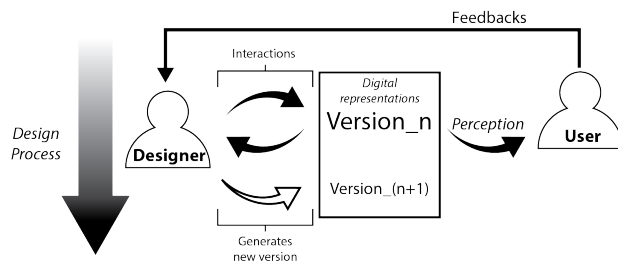 Feedbacks
Interactions
Digital
representations
Version_n
Design
Process
Designer
Perception
User
Version_(n+1)
Generates
new version